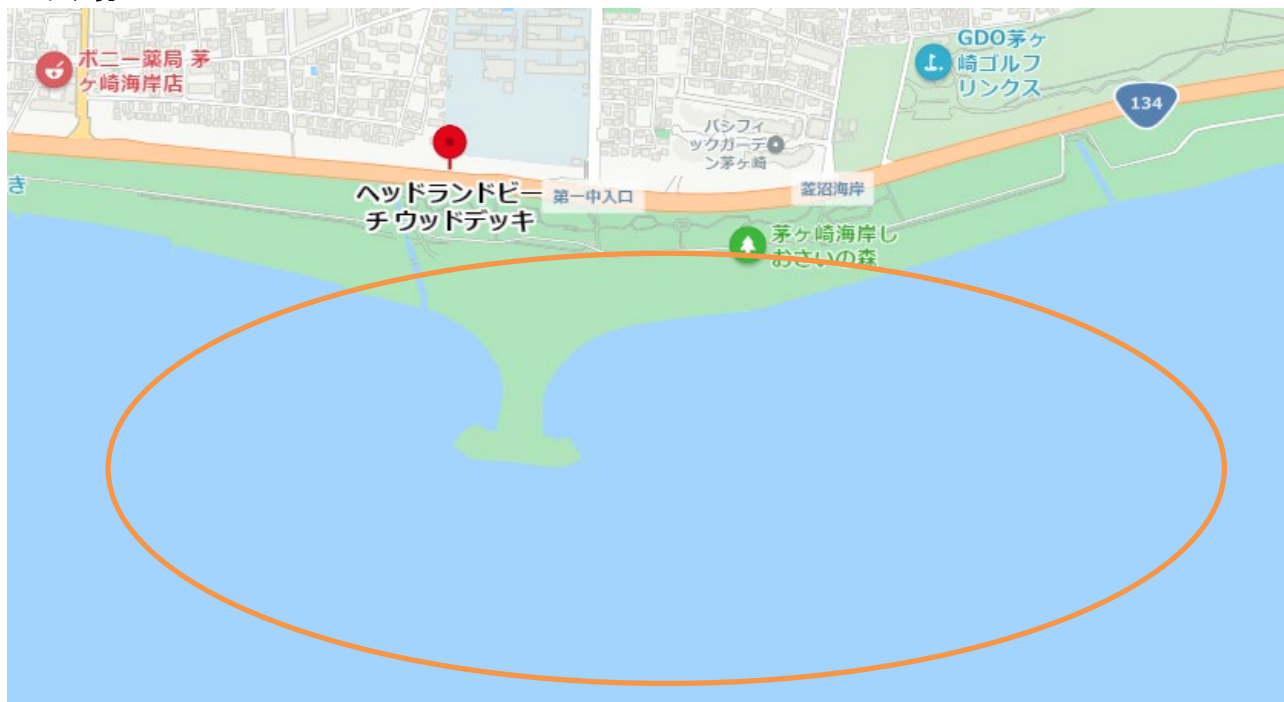 ボニー薬局 茅
ケ崎海岸店
GDO茅ヶ
崎ゴルフ
リンクス
134
パシフィ
ックガーデ
ン茅ヶ崎
ヘッドランドビー
チ ウッドデッキ
第一中入口
菱沼海岸
き
茅ヶ崎海岸し
おさいの森